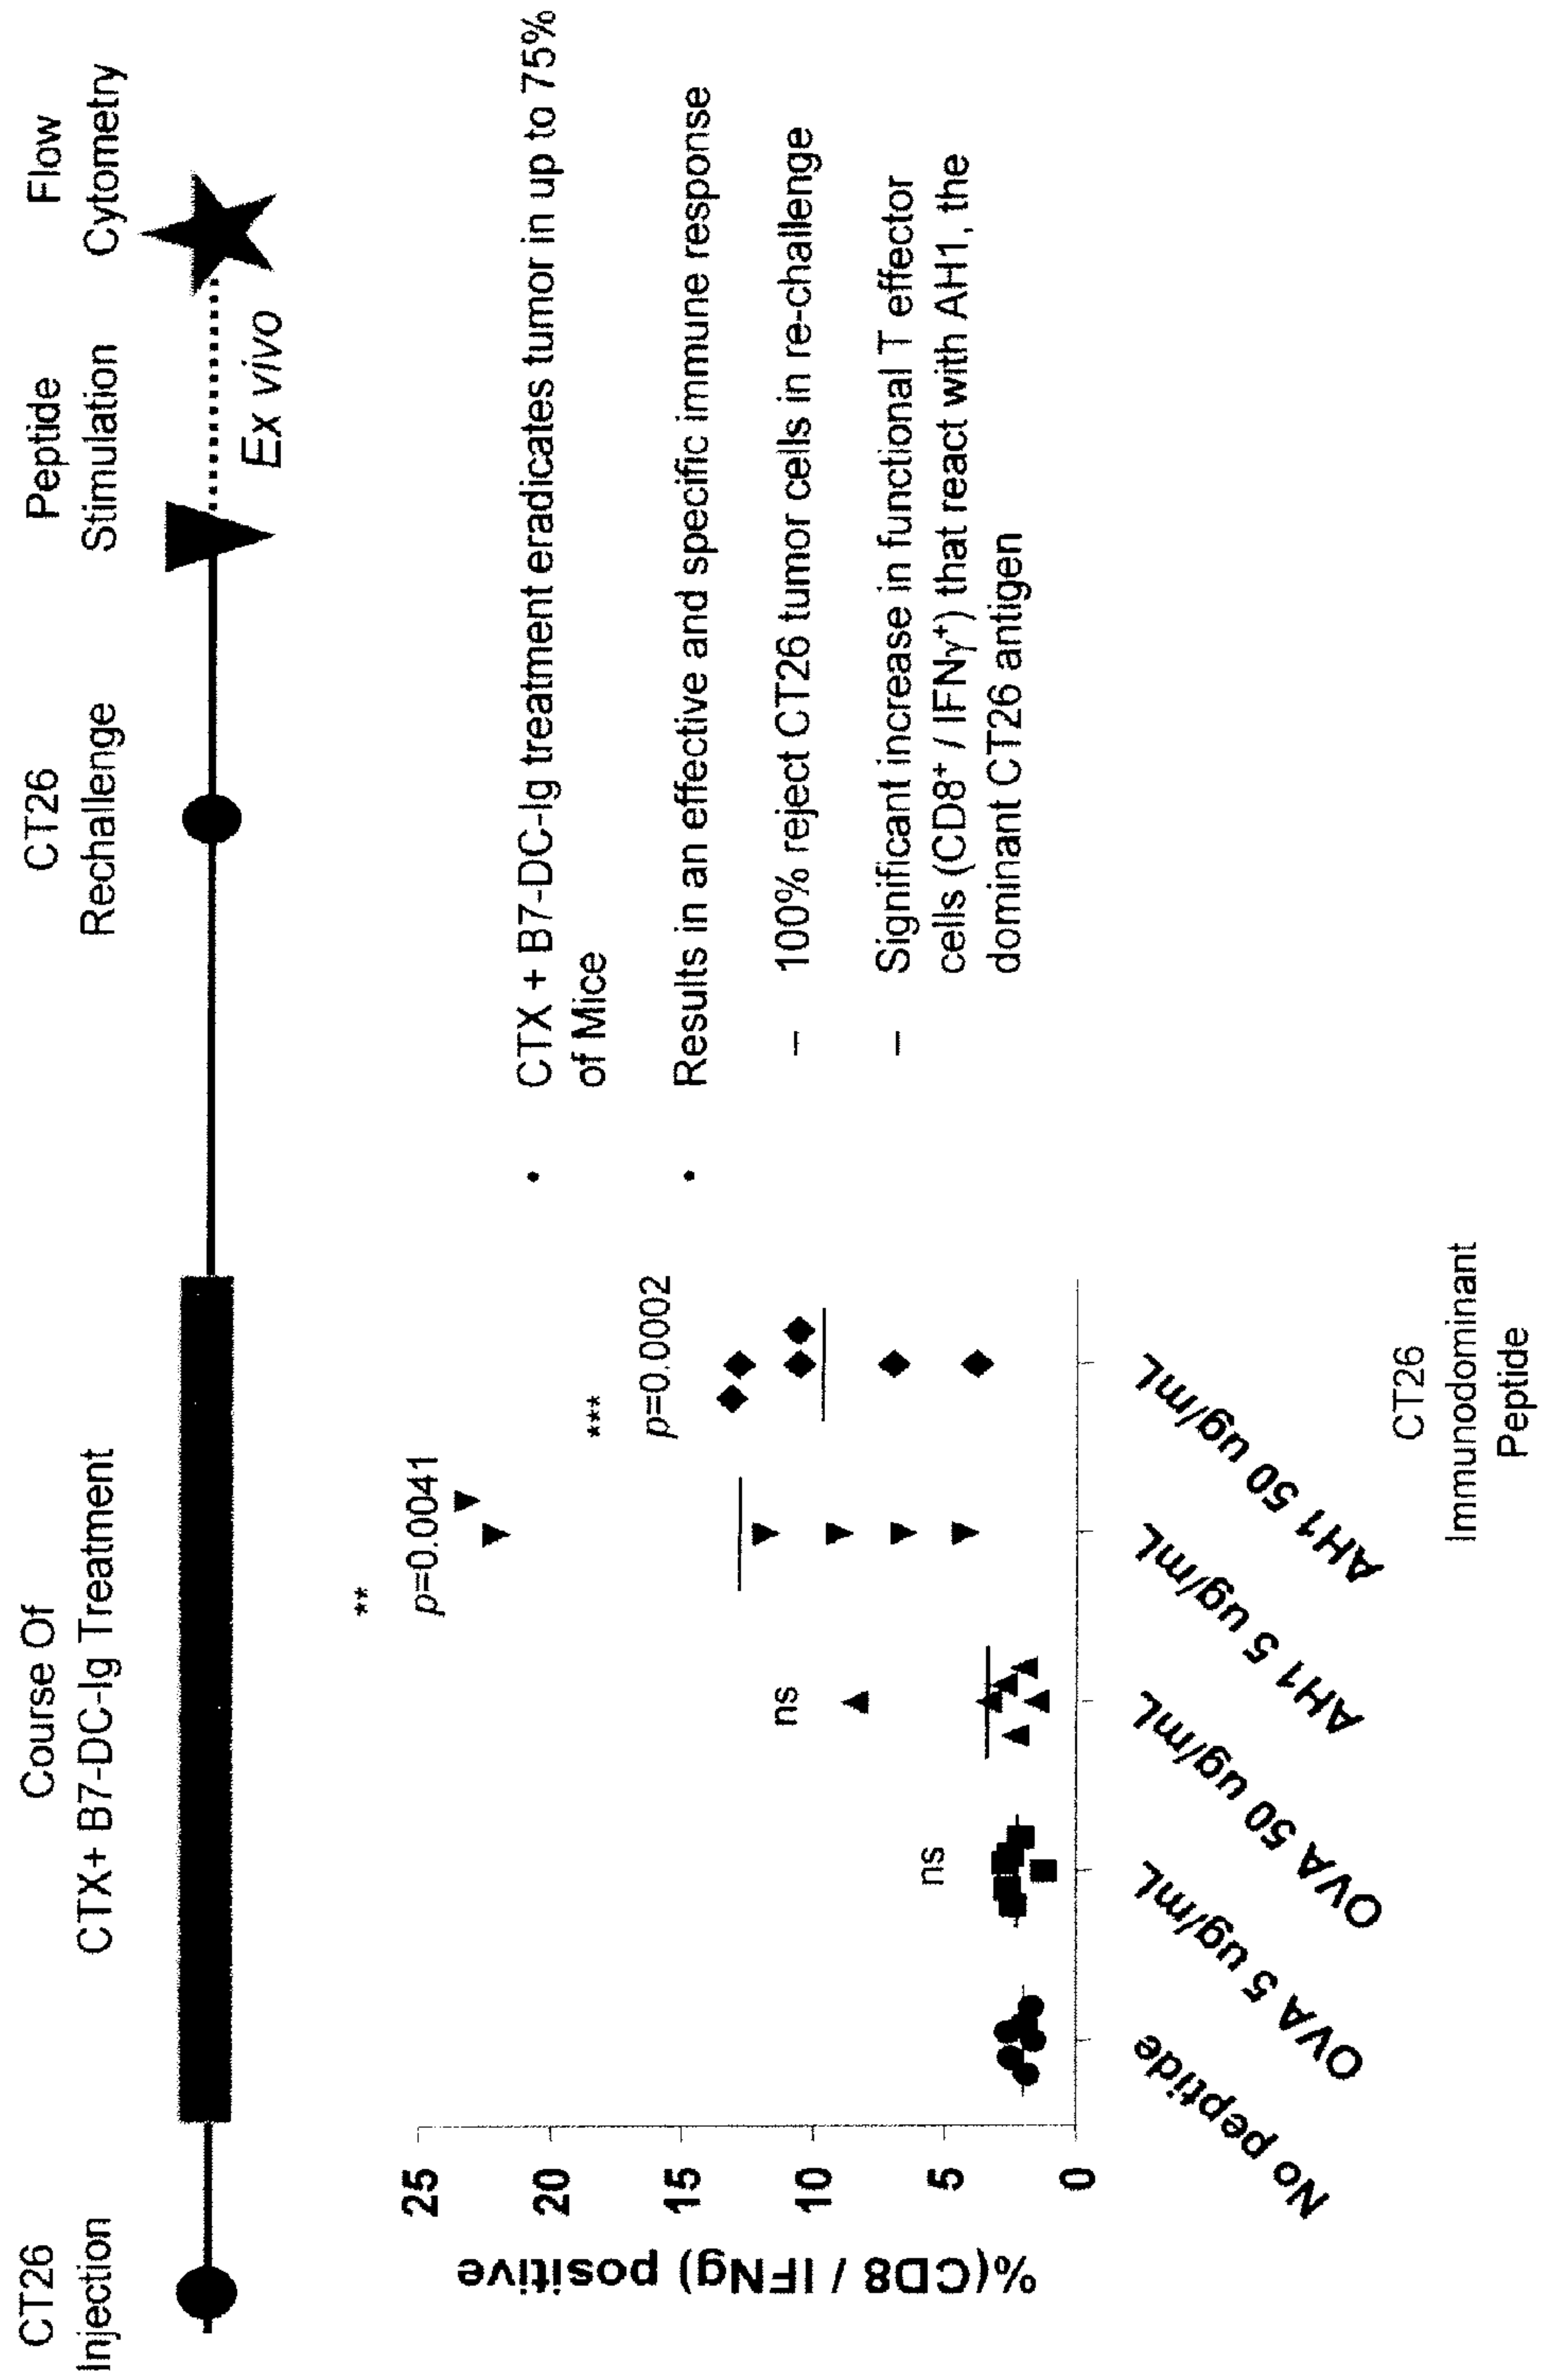 CT26
Injection
Course Of
CTX+ B7-DC-Ig Treatment
CT26
Rechallenge
Peptide
Stimulation
Flow
Cytometry
Ex vivo
%(CD8 / IFNg) positive
25
20
15
10
5
0
ns
ns
**
p=0.0041
***
p=0.0002
No peptide
OVA 5 ug/mL
OVA 50 ug/mL
AH1 5 ug/mL
AH1 50 ug/mL
CT26
Immunodominant
Peptide
• CTX + B7-DC-Ig treatment eradicates tumor in up to 75%
of Mice
• Results in an effective and specific immune response
– 100% reject CT26 tumor cells in re-challenge
– Significant increase in functional T effector
cells (CD8⁺ / IFNγ⁺) that react with AH1, the
dominant CT26 antigen